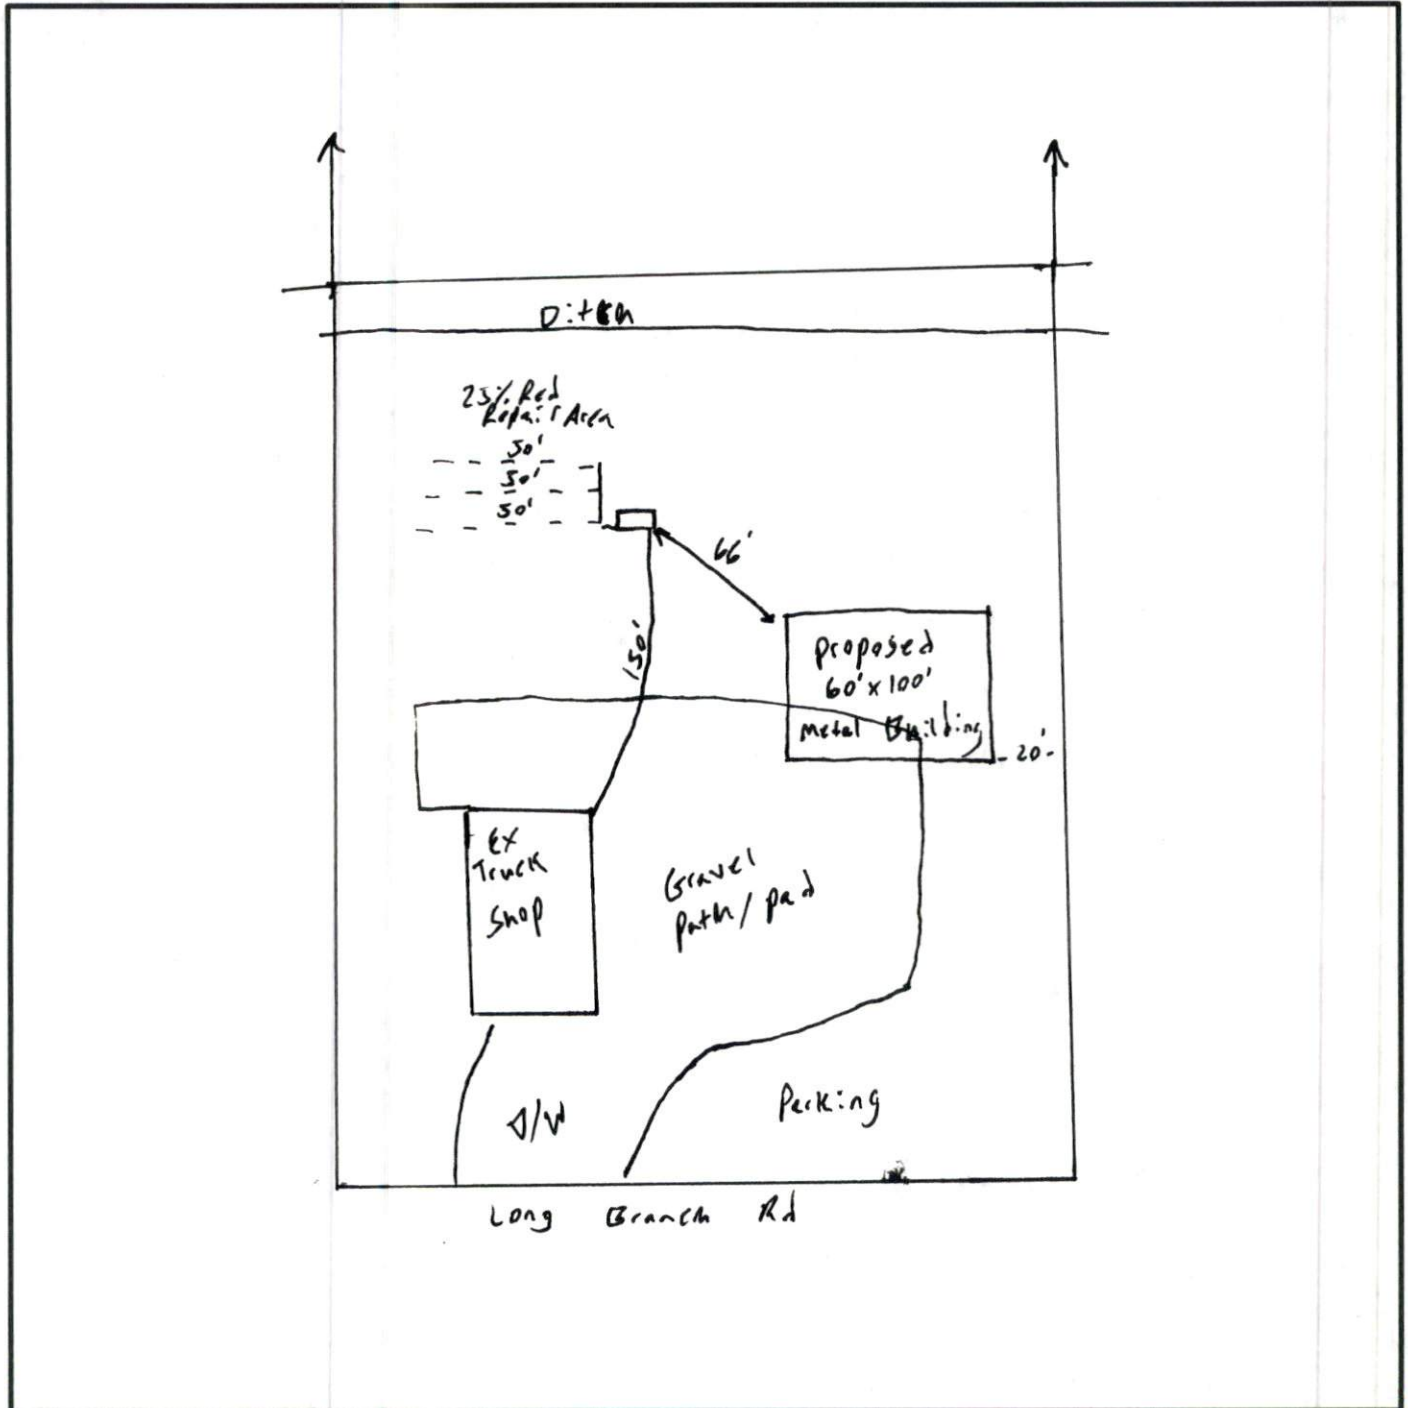 Ditch
25% Red
Repair Area
50'
50'
50'
66'
150'
Proposed
60' x 100'
Metal Building
- 20' -
Ex
Truck
Shop
Gravel
Path / pad
D/W
Parking
Long Branch Rd